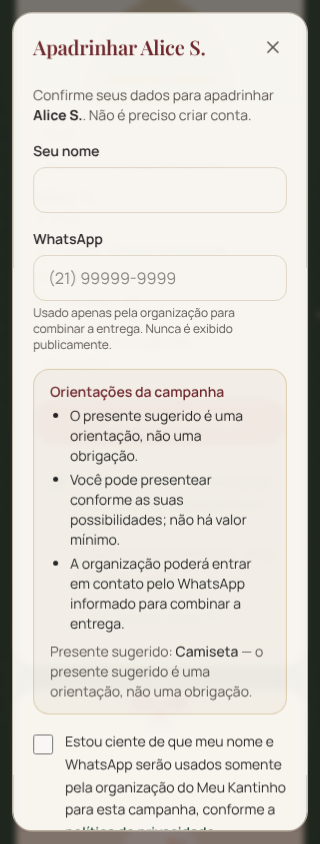 Apadrinhar Alice S.
Confirme seus dados para apadrinhar
Alice S.. Não é preciso criar conta.
Seu nome
WhatsApp
(21) 99999-9999
Usado apenas pela organização para
combinar a entrega. Nunca é exibido
publicamente.
Orientações da campanha
• O presente sugerido é uma
orientação, não uma
obrigação.
• Você pode presentear
conforme as suas
possibilidades; não há valor
mínimo.
• A organização poderá entrar
em contato pelo WhatsApp
informado para combinar a
entrega.
Presente sugerido: Camiseta — o
presente sugerido é uma
orientação, não uma obrigação.
Estou ciente de que meu nome e
WhatsApp serão usados somente
pela organização do Meu Kantinho
para esta campanha, conforme a